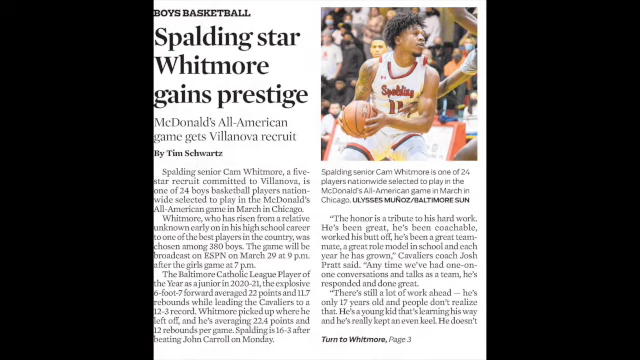 BOYS BASKETBALL
Spalding star
Whitmore
gains prestige
McDonald's All-American
game gets Villanova recruit
By Tim Schwartz
Spalding senior Cam Whitmore, a five-
star recruit committed to Villanova, is
one of 24 boys basketball players nation-
wide selected to play in the McDonald's
All-American game in March in Chicago.
Whitmore, who has risen from a relative
unknown early on in his high school career
to one of the best players in the country, was
chosen among 380 boys. The game will be
broadcast on ESPN on March 29 at 9 p.m.
after the girls game at 7 p.m.
The Baltimore Catholic League Player of
the Year as a junior in 2020-21, the explosive
6-foot-7 forward averaged 22 points and 11.7
rebounds while leading the Cavaliers to a
12-3 record. Whitmore picked up where he
left off, and he's averaging 22.4 points and
12 rebounds per game. Spalding is 16-3 after
beating John Carroll on Monday.
Spalding
11
Spalding senior Cam Whitmore is one of 24
players nationwide selected to play in the
McDonald's All-American game in March in
Chicago. ULYSSES MUÑOZ/BALTIMORE SUN
"The honor is a tribute to his hard work.
He's been great, he's been coachable,
worked his butt off, he's been a great team-
mate, a great role model in school and each
year he has grown," Cavaliers coach Josh
Pratt said. "Any time we've had one-on-
one conversations and talks as a team, he's
responded and done great.
"There's still a lot of work ahead — he's
only 17 years old and people don't realize
that. He's a young kid that's learning his way
and he's really kept an even keel. He doesn't
Turn to Whitmore, Page 3